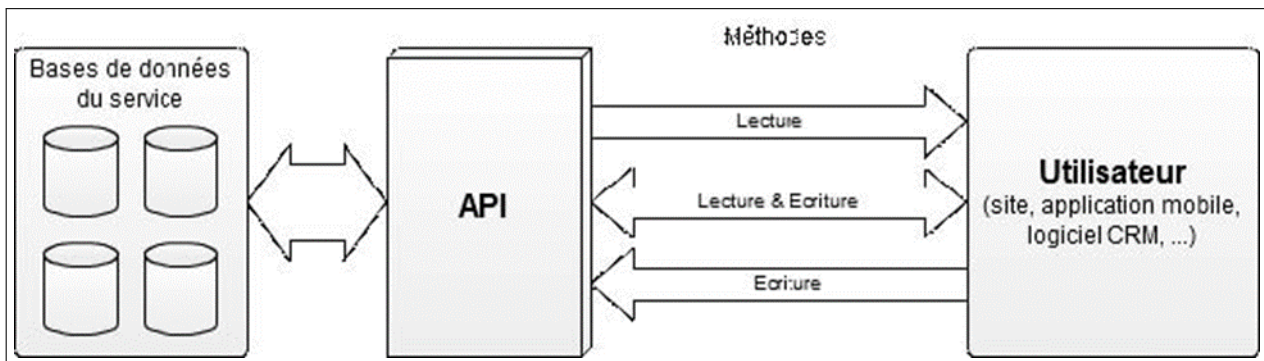 Méthodes
Bases de données
du service
API
Lecture
Lecture & Ecriture
Ecriture
Utilisateur
(site, application mobile,
logiciel CRM, ...)